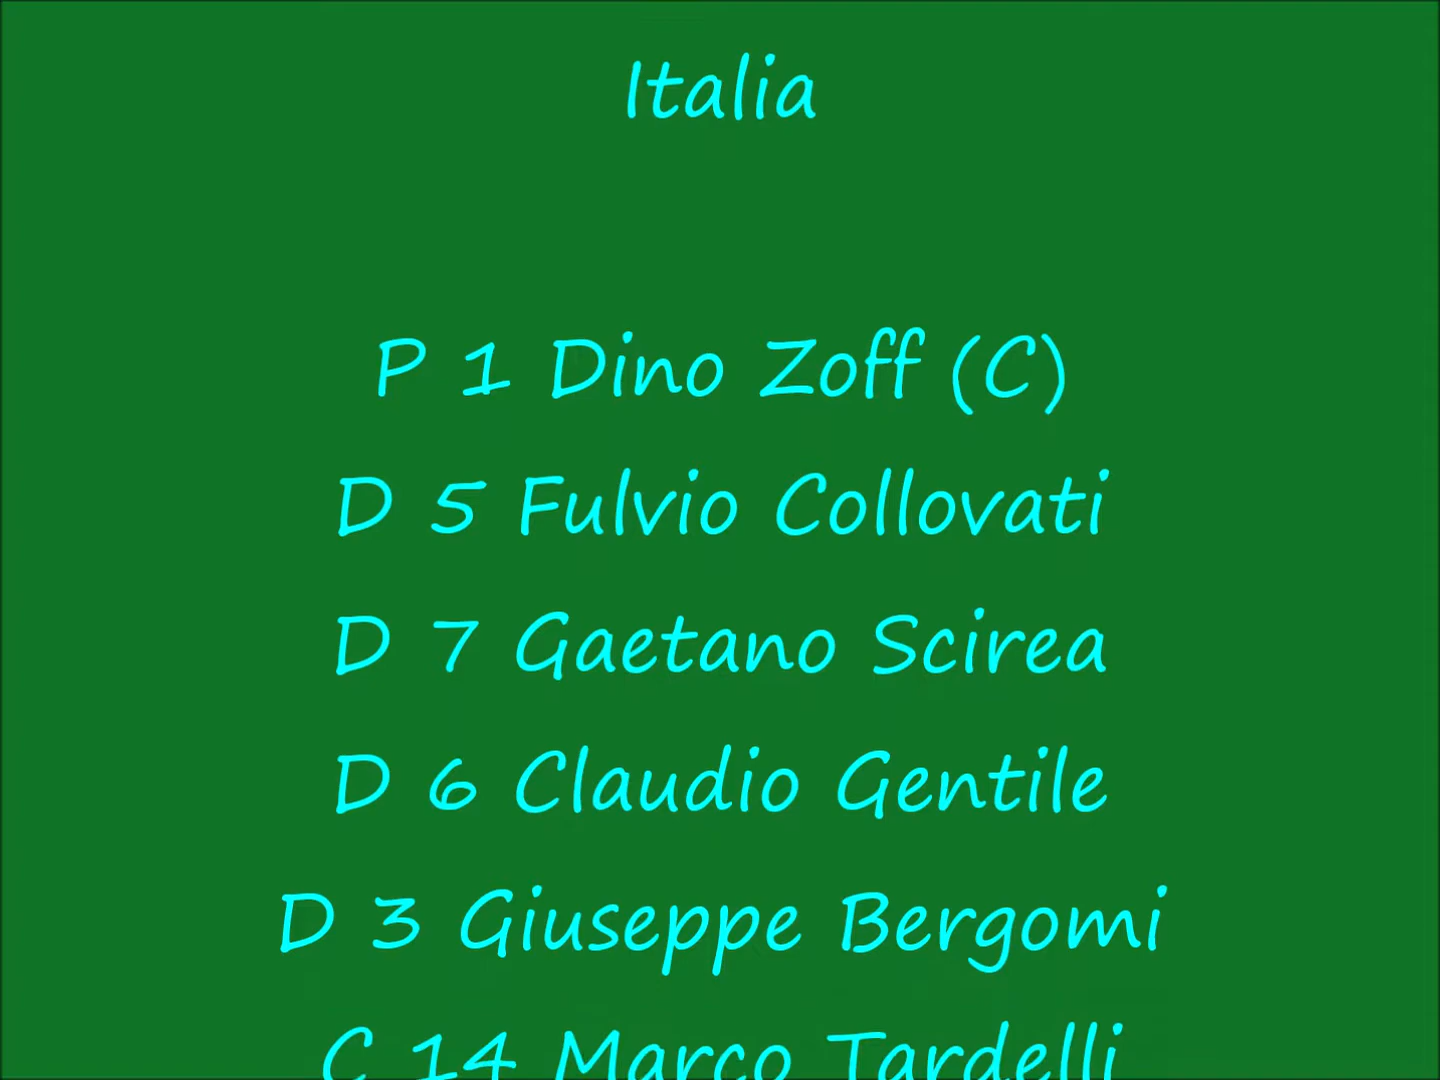 Italia
P 1 Dino Zoff (C)
D 5 Fulvio Collovati
D 7 Gaetano Scirea
D 6 Claudio Gentile
D 3 Giuseppe Bergomi
C 14 Marco Tardelli